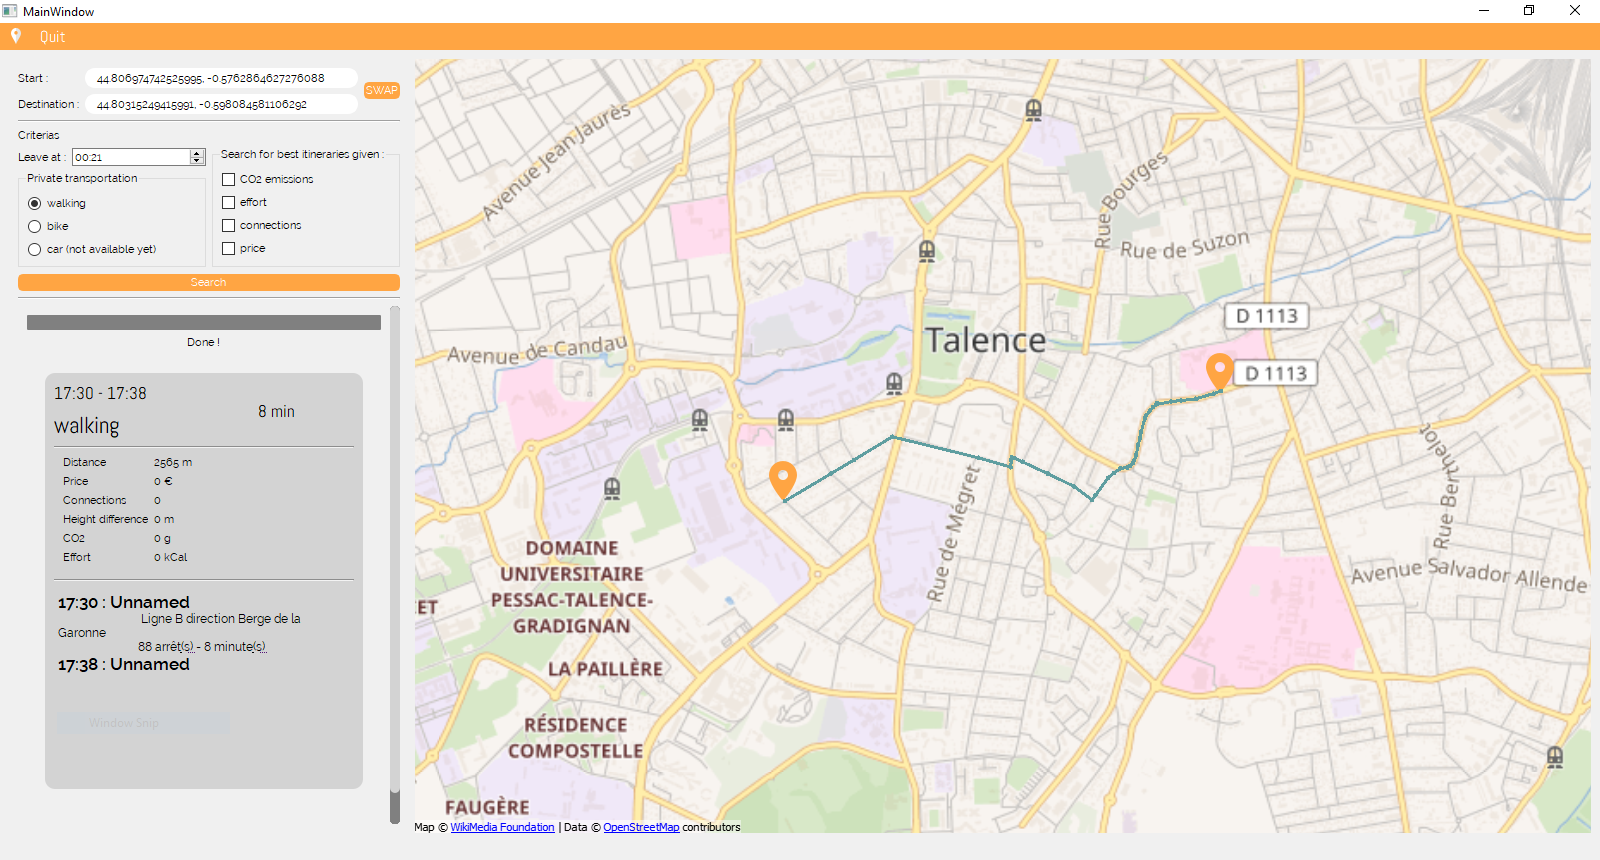 MainWindow
Quit
Start :
44.806974742525995, -0.5762864627276088
SWAP
Destination :
44.80315249415991, -0.598084581106292
Criterias
Leave at :
00:21
Search for best itineraries given :
Private transportation
walking
bike
car (not available yet)
CO2 emissions
effort
connections
price
Search
Done !
17:30 - 17:38
8 min
walking
Distance 2565 m
Price 0 €
Connections 0
Height difference 0 m
CO2 0 g
Effort 0 kCal
17:30 : Unnamed
Ligne B direction Berge de la
Garonne
88 arrêt(s) - 8 minute(s)
17:38 : Unnamed
Window Snip
Avenue Jean Jaurès
Rue Bourges
Rue de Suzon
D 1113
Talence
Avenue de Candau
D 1113
Rue de Mégret
Rue Berthelot
Avenue Salvador Allende
DOMAINE
UNIVERSITAIRE
PESSAC-TALENCE-
GRADIGNAN
ET
LA PAILLÈRE
RÉSIDENCE
COMPOSTELLE
FAUGÈRE
Map © WikiMedia Foundation | Data © OpenStreetMap contributors